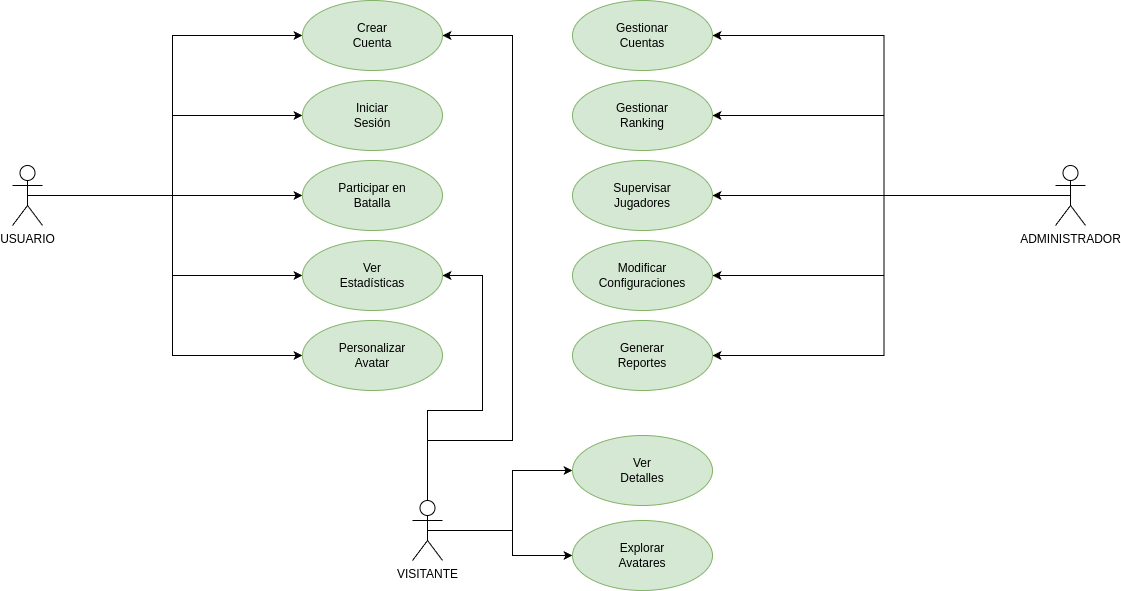 Crear
Cuenta
Gestionar
Cuentas
Iniciar
Sesión
Gestionar
Ranking
Participar en
Batalla
Supervisar
Jugadores
USUARIO
ADMINISTRADOR
Ver
Estadísticas
Modificar
Configuraciones
Personalizar
Avatar
Generar
Reportes
Ver
Detalles
Explorar
Avatares
VISITANTE